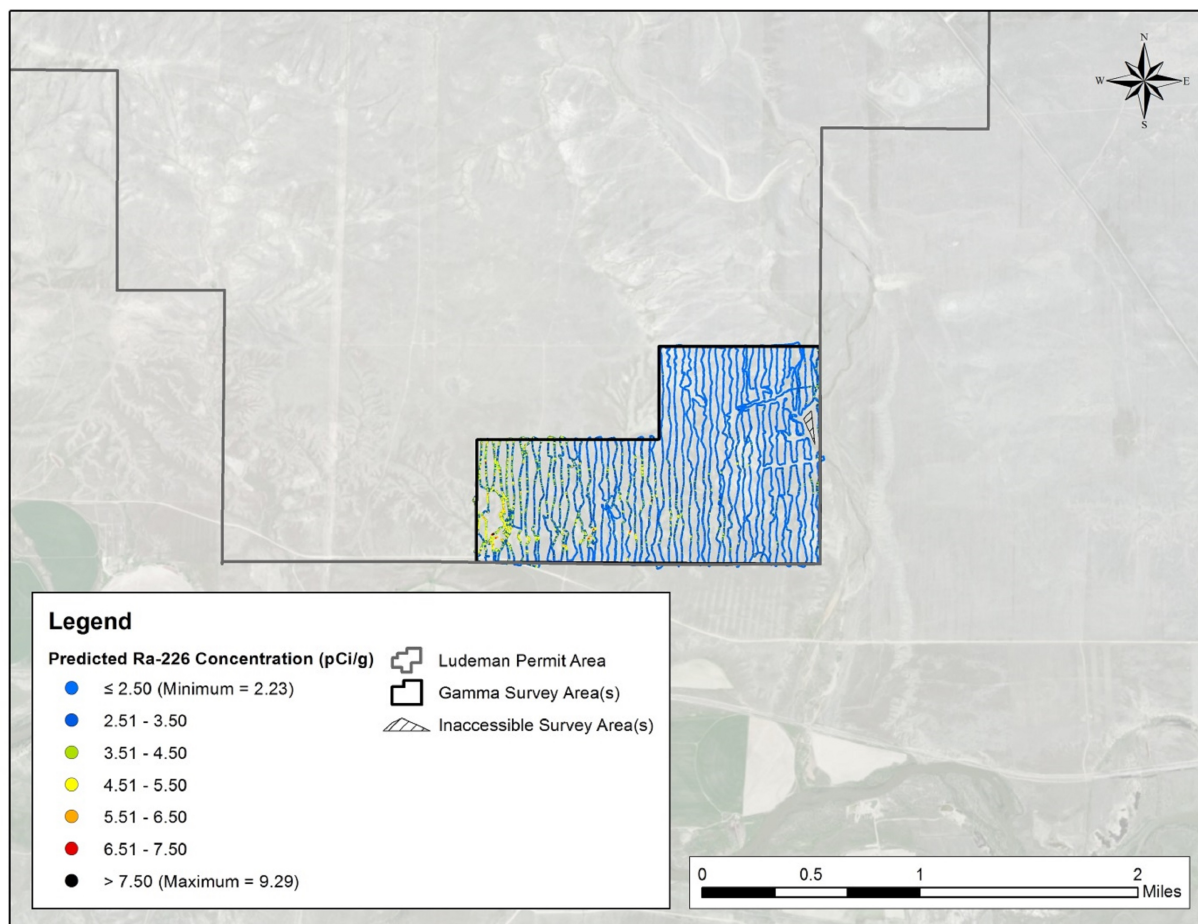 N
W E
S
Legend
Predicted Ra-226 Concentration (pCi/g)
≤ 2.50 (Minimum = 2.23)
2.51 - 3.50
3.51 - 4.50
4.51 - 5.50
5.51 - 6.50
6.51 - 7.50
> 7.50 (Maximum = 9.29)
Ludeman Permit Area
Gamma Survey Area(s)
Inaccessible Survey Area(s)
0 0.5 1 2
Miles